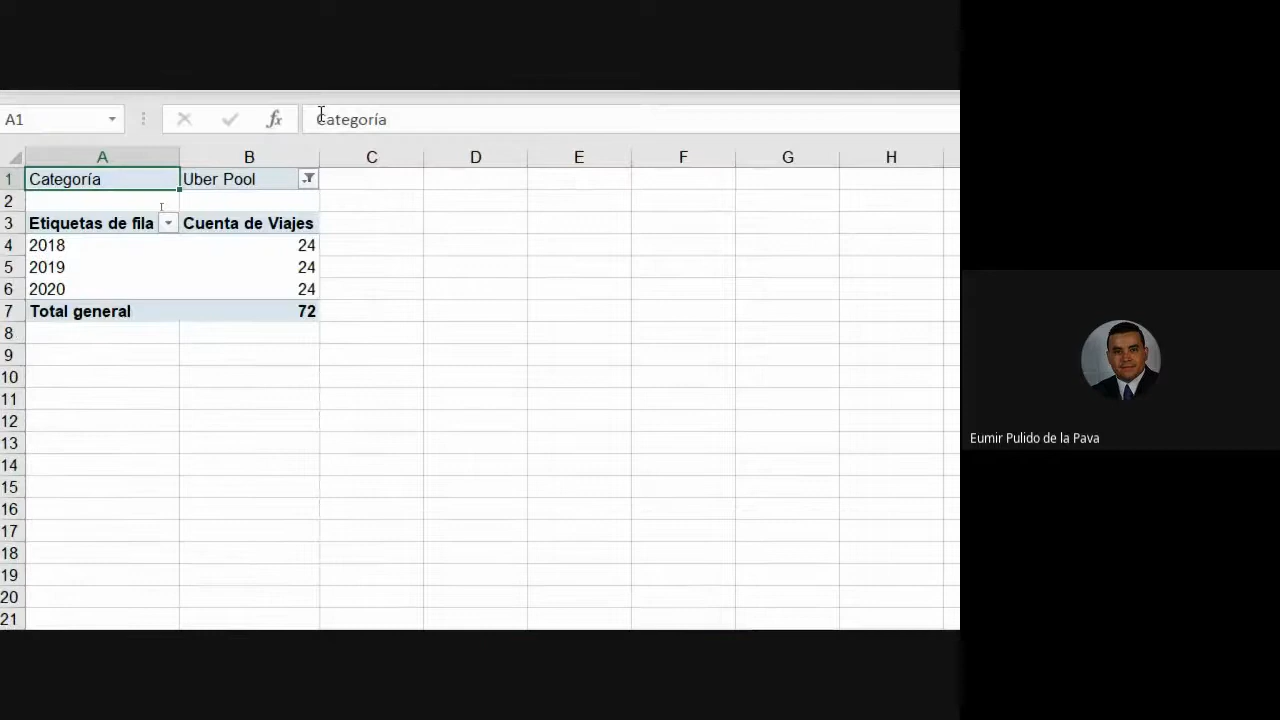 A1 fx Categoría
A B C D E F G H
1 Categoría Uber Pool
2
3 Etiquetas de fila Cuenta de Viajes
4 2018 24
5 2019 24
6 2020 24
7 Total general 72
8
9
10
11
12
13
14
15
16
17
18
19
20
21
Eumir Pulido de la Pava